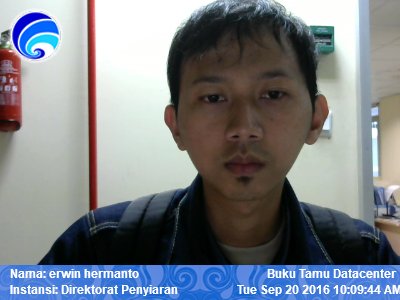 Nama: erwin hermanto
Buku Tamu Datacenter
Instansi: Direktorat Penyiaran
Tue Sep 20 2016 10:09:44 AM